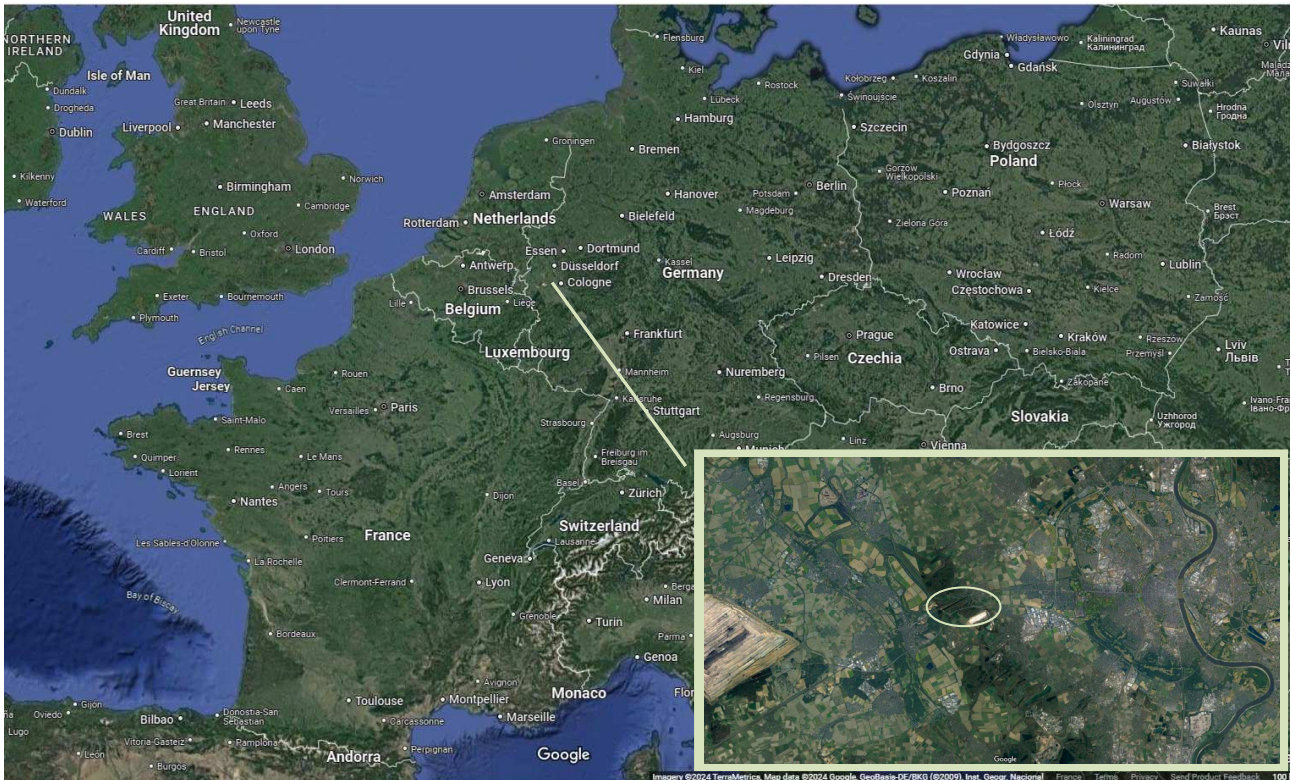 United
Kingdom
Newcastle
upon Tyne
NORTHERN
IRELAND
Isle of Man
Dundalk
Drogheda
Dublin
Great Britain
Leeds
Liverpool
Manchester
Kilkenny
Waterford
Birmingham
Norwich
WALES
ENGLAND
Cambridge
Oxford
Cardiff
Bristol
London
Exeter
Bournemouth
Plymouth
English Channel
Guernsey
Jersey
Flensburg
Kiel
Rostock
Lübeck
Hamburg
Groningen
Bremen
Amsterdam
Netherlands
Rotterdam
Hanover
Potsdam
Berlin
Bielefeld
Magdeburg
Essen
Dortmund
Antwerp
Düsseldorf
Kassel
Germany
Leipzig
Dresden
Brussels
Cologne
Lille
Belgium
Liège
Luxembourg
Frankfurt
Mannheim
Nuremberg
Karlsruhe
Stuttgart
Regensburg
Strasbourg
Augsburg
Munich
Freiburg im
Breisgau
Władysławowo
Kaliningrad
Калининград
Kaunas
Gdynia
Gdańsk
Kołobrzeg
Koszalin
Świnoujście
Suwałki
Olsztyn
Augustów
Hrodna
Гродна
Szczecin
Bydgoszcz
Poland
Białystok
Gorzów
Wielkopolski
Poznań
Płock
Warsaw
Brest
Брэст
Zielona Góra
Łódź
Radom
Lublin
Wrocław
Częstochowa
Kielce
Zamość
Katowice
Kraków
Rzeszów
Ostrava
Bielsko-Biala
Przemyśl
Lviv
Львів
Prague
Pilsen
Czechia
Brno
Zakopane
Slovakia
Uzhhorod
Ужгород
Linz
Vienna
Caen
Rouen
Versailles
Paris
Saint-Malo
Brest
Quimper
Rennes
Le Mans
Lorient
Angers
Tours
Nantes
Dijon
Basel
Zürich
Les Sables-d'Olonne
Poitiers
France
Switzerland
Lausanne
Geneva
La Rochelle
Clermont-Ferrand
Lyon
Bay of Biscay
Grenoble
Milan
Turin
Parma
Genoa
Bordeaux
Avignon
Monaco
Toulouse
Montpellier
Marseille
Carcassonne
Perpignan
Gijón
Oviedo
Lugo
Bilbao
Donostia-San
Sebastian
Vitoria-Gasteiz
Pamplona
León
Burgos
Andorra
Google
Google
Imagery ©2024 TerraMetrics, Map data ©2024 Google, GeoBasis-DE/BKG (©2009), Inst. Geogr. Nacional France Terms Privacy Send Product Feedback 100